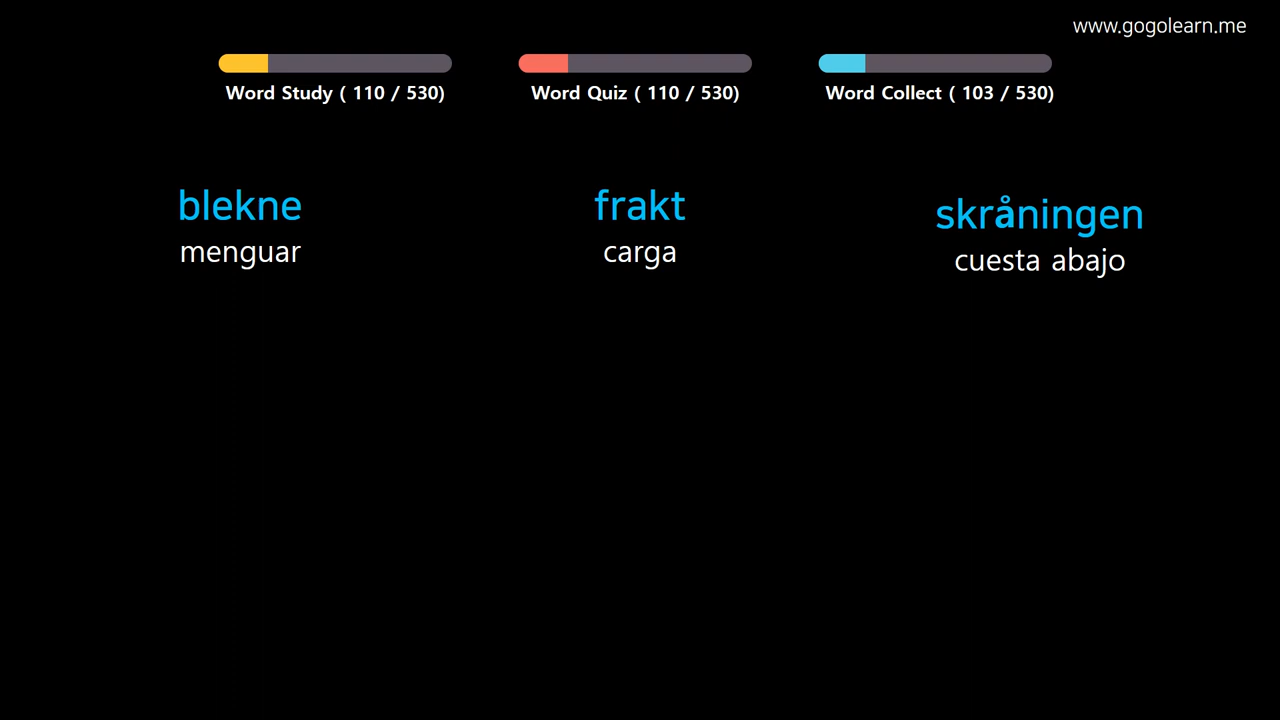 www.gogolearn.me
Word Study ( 110 / 530)
Word Quiz ( 110 / 530)
Word Collect ( 103 / 530)
blekne
menguar
frakt
carga
skråningen
cuesta abajo